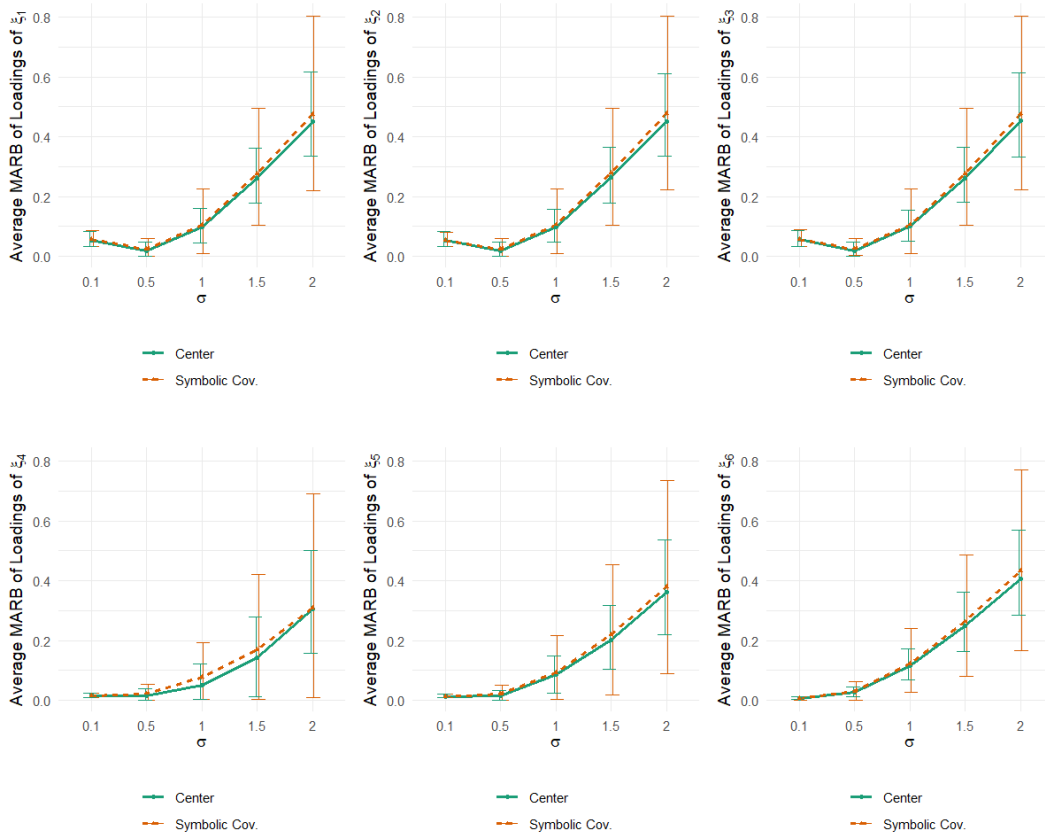 Average MARB of Loadings of ξ1
0.8
0.6
0.4
0.2
0.0
0.1 0.5 1 1.5 2
σ
Center
Symbolic Cov.
Average MARB of Loadings of ξ2
0.8
0.6
0.4
0.2
0.0
0.1 0.5 1 1.5 2
σ
Center
Symbolic Cov.
Average MARB of Loadings of ξ3
0.8
0.6
0.4
0.2
0.0
0.1 0.5 1 1.5 2
σ
Center
Symbolic Cov.
Average MARB of Loadings of ξ4
0.8
0.6
0.4
0.2
0.0
0.1 0.5 1 1.5 2
σ
Center
Symbolic Cov.
Average MARB of Loadings of ξ5
0.8
0.6
0.4
0.2
0.0
0.1 0.5 1 1.5 2
σ
Center
Symbolic Cov.
Average MARB of Loadings of ξ6
0.8
0.6
0.4
0.2
0.0
0.1 0.5 1 1.5 2
σ
Center
Symbolic Cov.